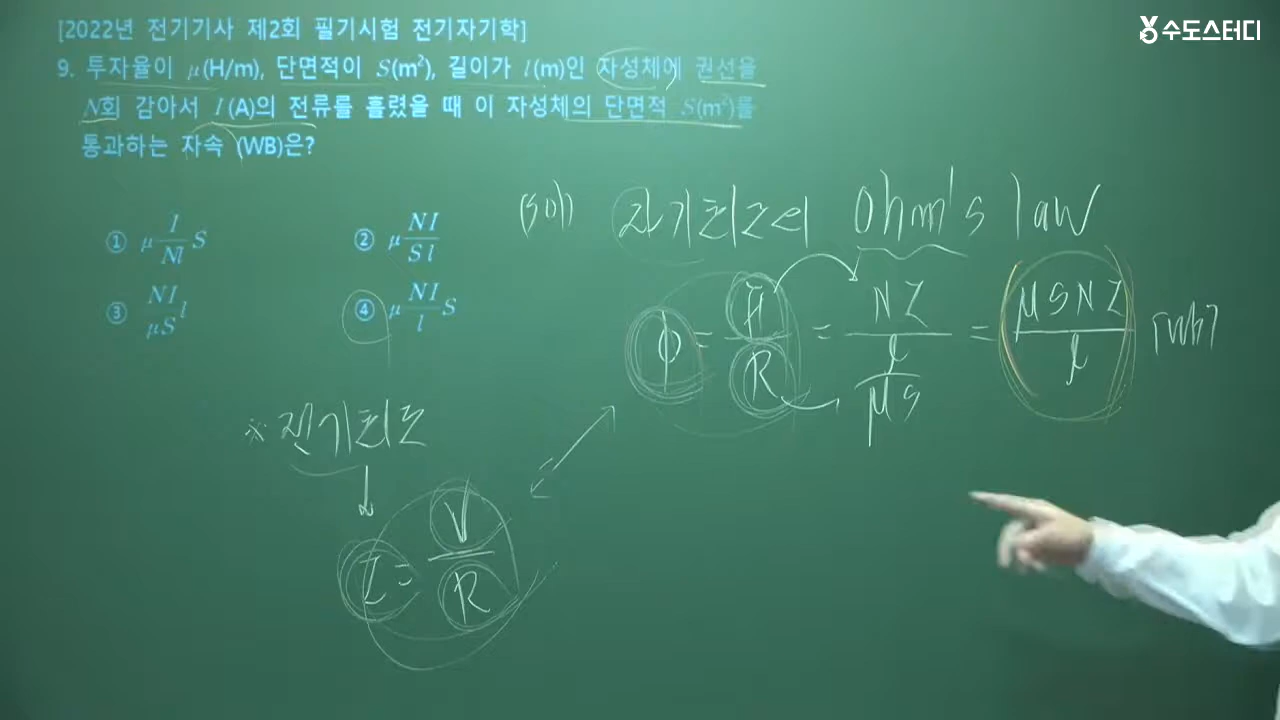 수도스터디
[2022년 전기기사 제2회 필기시험 전기자기학]
9. 투자율이 μ(H/m), 단면적이 S(m²), 길이가 l(m)인 자성체에 권선을
N회 감아서 I(A)의 전류를 흘렸을 때 이 자성체의 단면적 S(m²)를
통과하는 자속 (WB)은?
① μ I/Nl S
② μ NI/Sl
③ NI/μS l
④ μ NI/l S
(sol) 자기회로의 Ohm's law
φ = F/R = NI / (l/μS) = μSNI/l [wb]
※ 전기회로
I = V/R